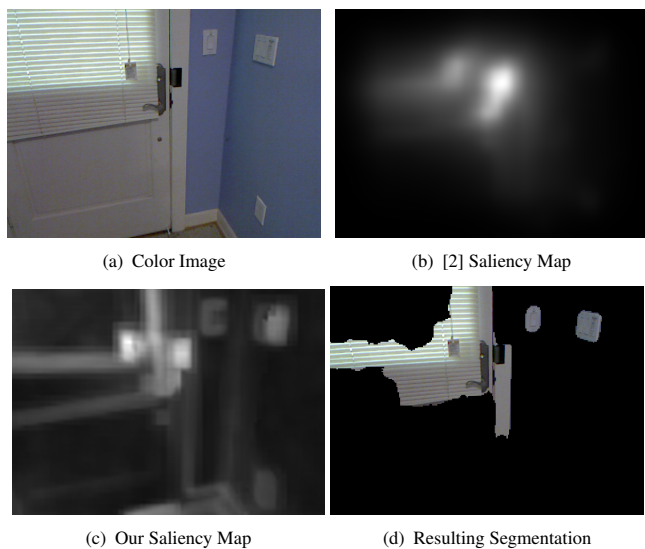 (a) Color Image
(b) [2] Saliency Map
(c) Our Saliency Map
(d) Resulting Segmentation